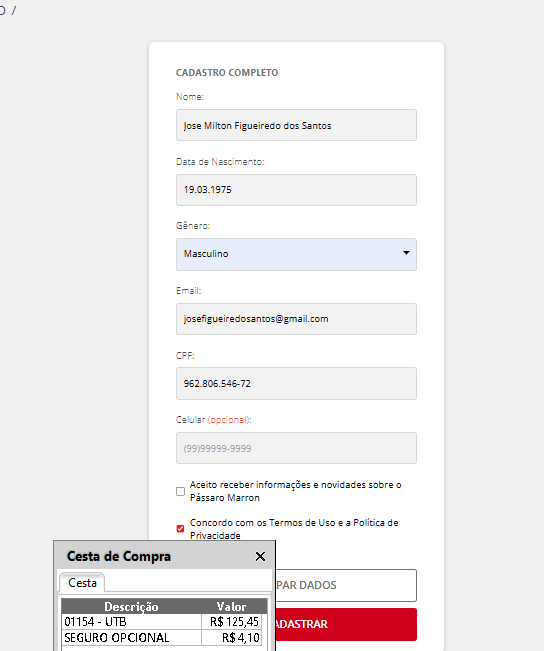 O /
CADASTRO COMPLETO
Nome:
Jose Milton Figueiredo dos Santos
Data de Nascimento:
19.03.1975
Gênero:
Masculino
Email:
josefigueiredosantos@gmail.com
CPF:
962.806.546-72
Celular (opcional):
(99)99999-9999
Aceito receber informações e novidades sobre o
Pássaro Marron
Concordo com os Termos de Uso e a Política de
Privacidade
PAR DADOS
ADASTRAR
Cesta de Compra
Cesta
Descrição Valor
01154 - UTB R$ 125,45
SEGURO OPCIONAL R$ 4,10